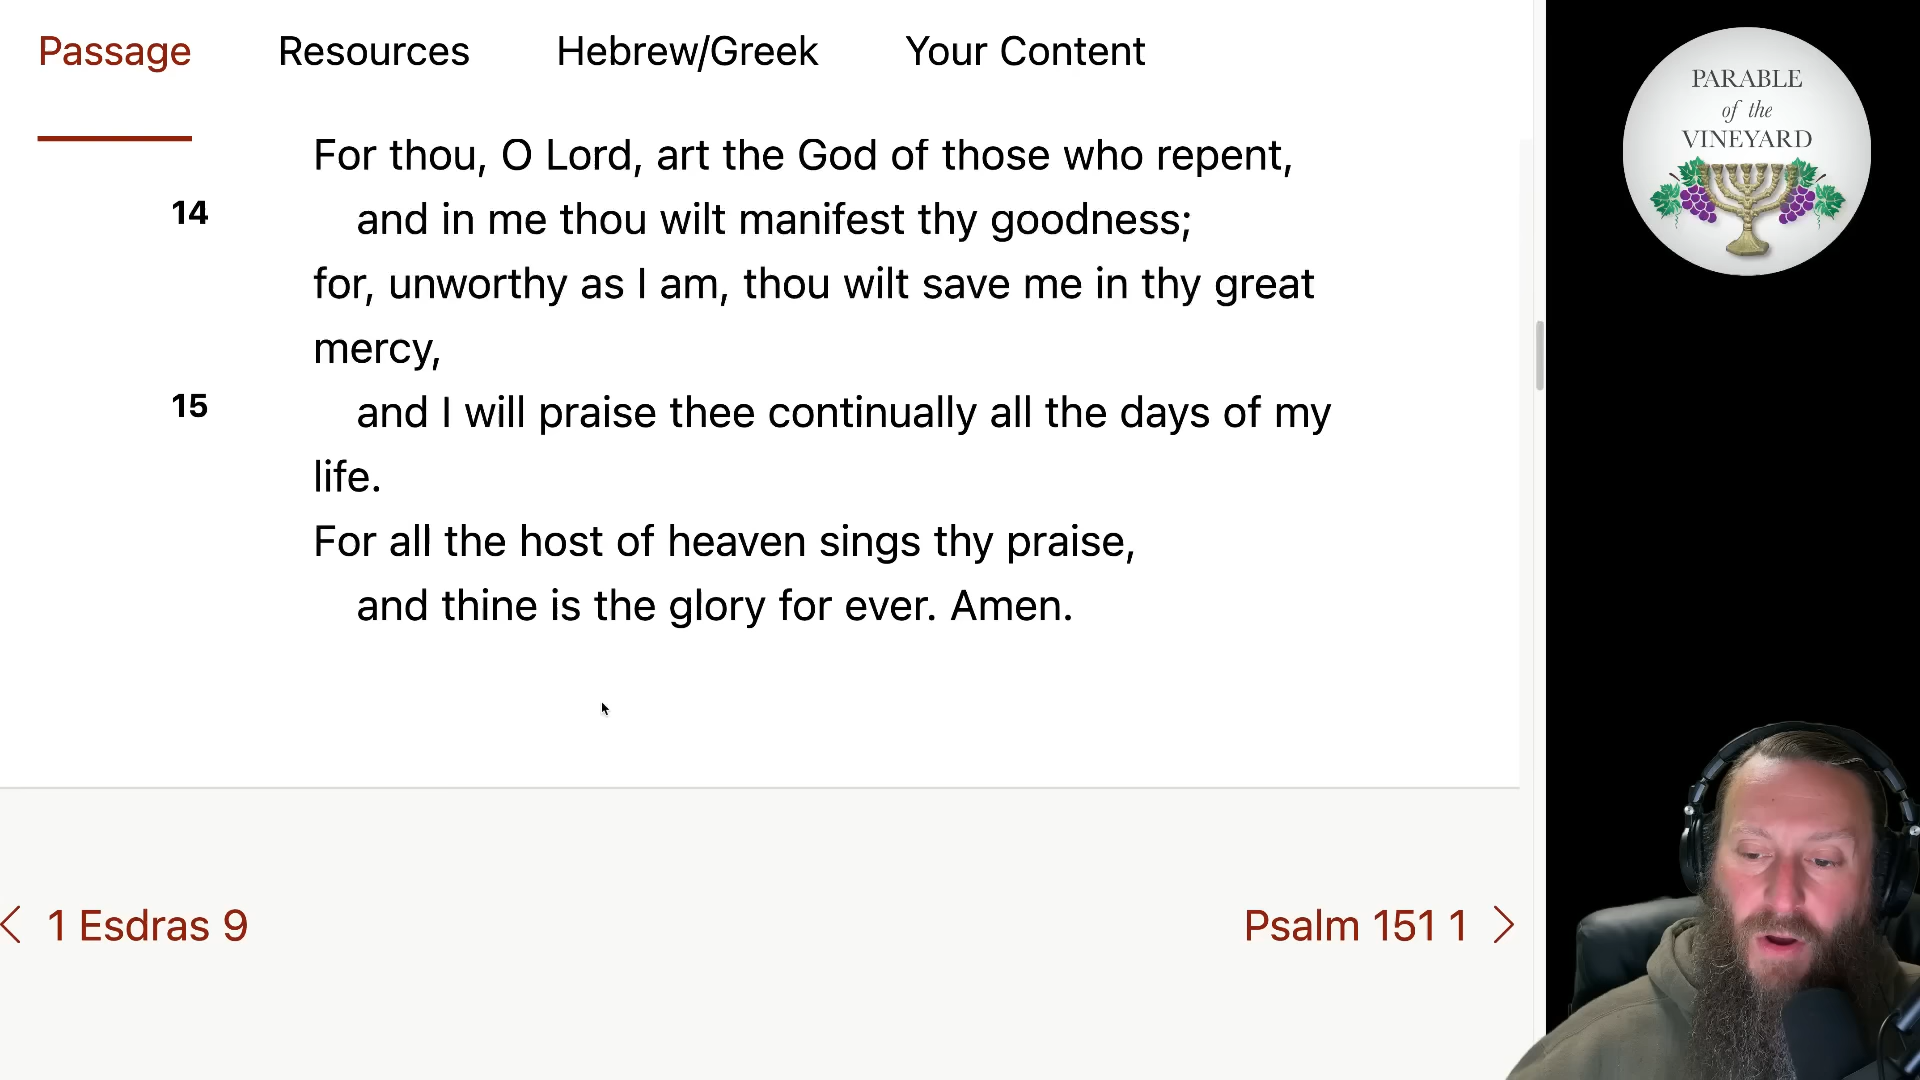 Passage
Resources
Hebrew/Greek
Your Content
PARABLE
of the
VINEYARD
For thou, O Lord, art the God of those who repent,
14 and in me thou wilt manifest thy goodness;
for, unworthy as I am, thou wilt save me in thy great
mercy,
15 and I will praise thee continually all the days of my
life.
For all the host of heaven sings thy praise,
and thine is the glory for ever. Amen.
1 Esdras 9
Psalm 151 1